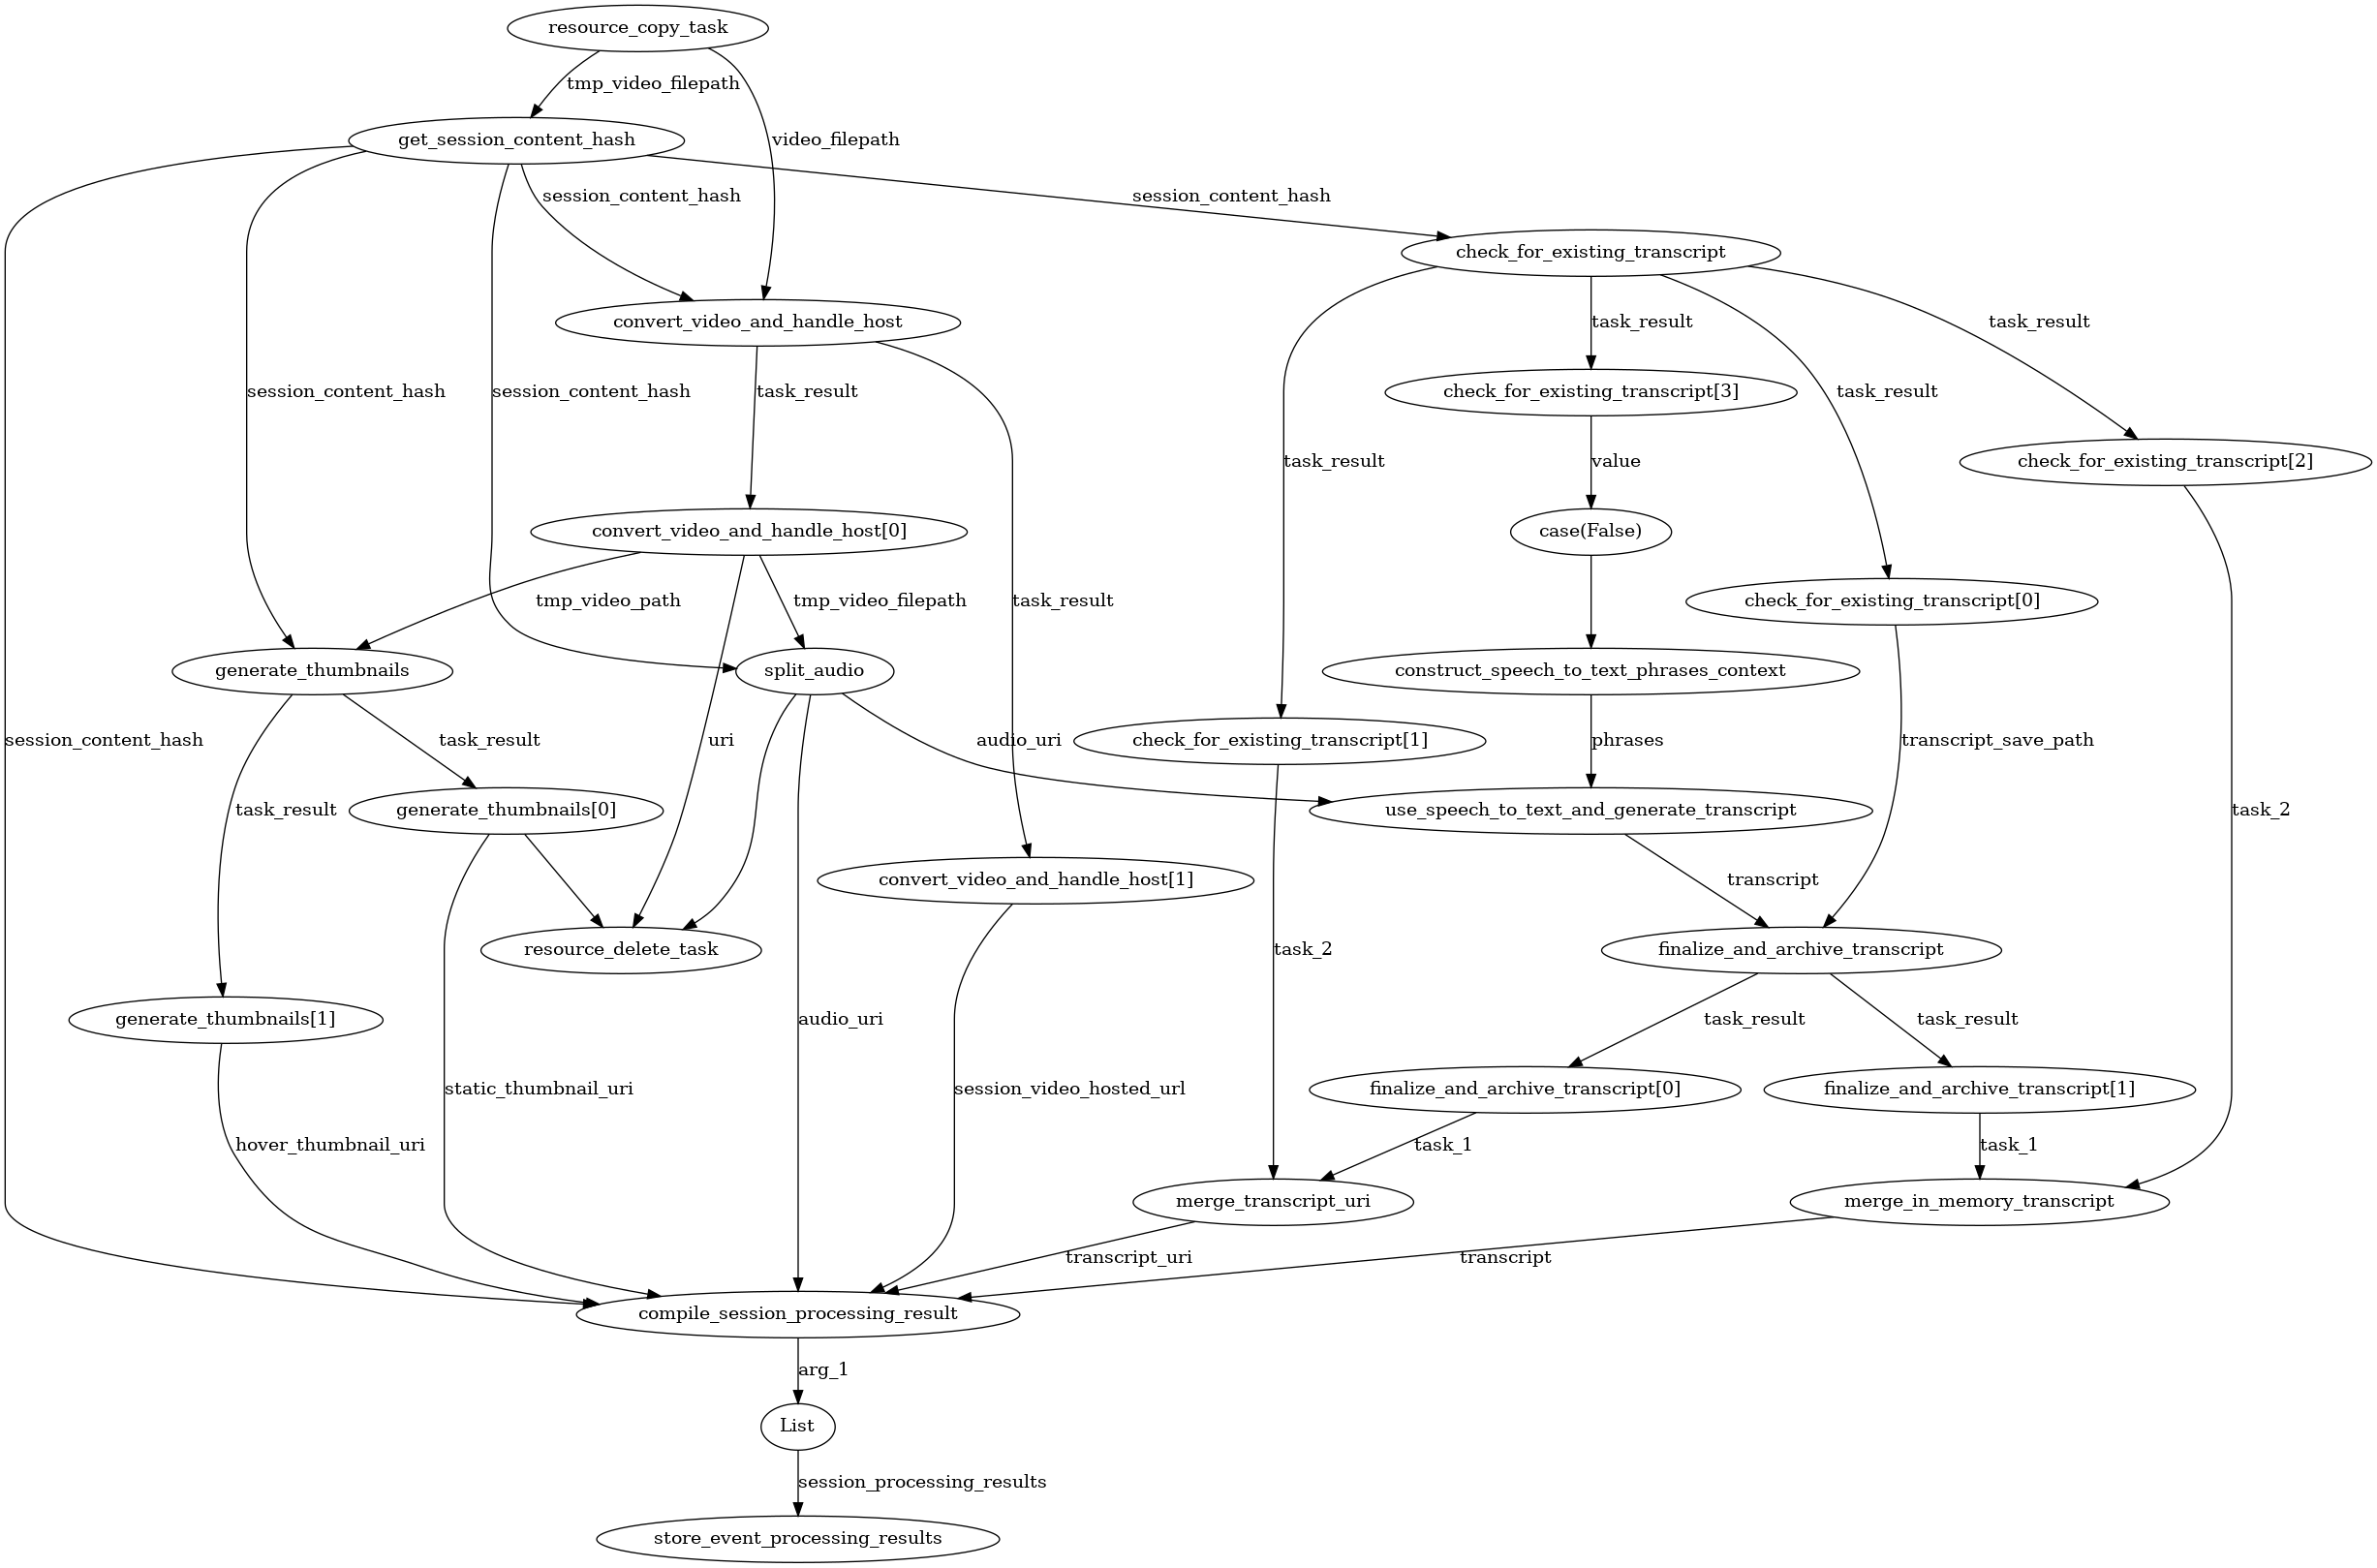 resource_copy_task
tmp_video_filepath
get_session_content_hash
video_filepath
session_content_hash
session_content_hash
check_for_existing_transcript
convert_video_and_handle_host
task_result
task_result
session_content_hash
session_content_hash
task_result
check_for_existing_transcript[3]
task_result
task_result
value
check_for_existing_transcript[2]
convert_video_and_handle_host[0]
case(False)
tmp_video_path
tmp_video_filepath
task_result
check_for_existing_transcript[0]
generate_thumbnails
split_audio
construct_speech_to_text_phrases_context
session_content_hash
task_result
uri
audio_uri
check_for_existing_transcript[1]
phrases
transcript_save_path
task_result
generate_thumbnails[0]
use_speech_to_text_and_generate_transcript
task_2
convert_video_and_handle_host[1]
transcript
resource_delete_task
task_2
finalize_and_archive_transcript
generate_thumbnails[1]
audio_uri
task_result
task_result
static_thumbnail_uri
session_video_hosted_url
finalize_and_archive_transcript[0]
finalize_and_archive_transcript[1]
hover_thumbnail_uri
task_1
task_1
merge_transcript_uri
merge_in_memory_transcript
transcript_uri
transcript
compile_session_processing_result
arg_1
List
session_processing_results
store_event_processing_results